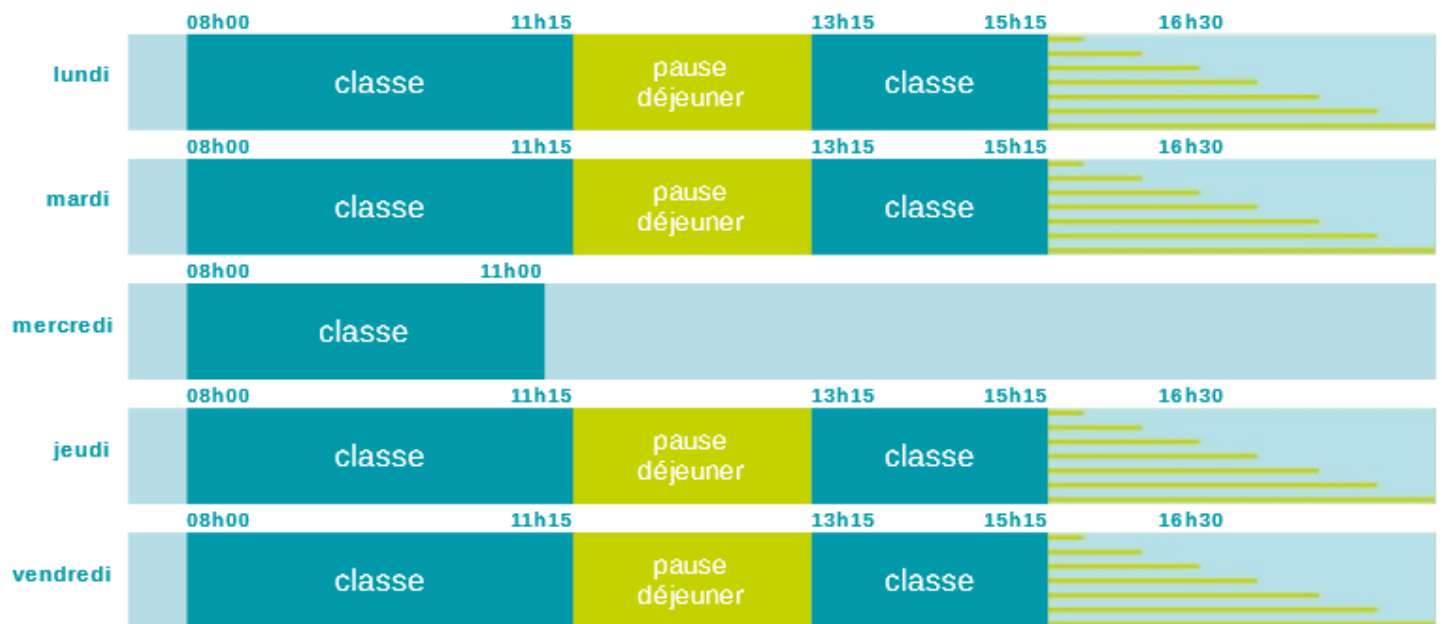 08h00 11h15 13h15 15h15 16h30
lundi classe pause déjeuner classe
08h00 11h15 13h15 15h15 16h30
mardi classe pause déjeuner classe
08h00 11h00
mercredi classe
08h00 11h15 13h15 15h15 16h30
jeudi classe pause déjeuner classe
08h00 11h15 13h15 15h15 16h30
vendredi classe pause déjeuner classe